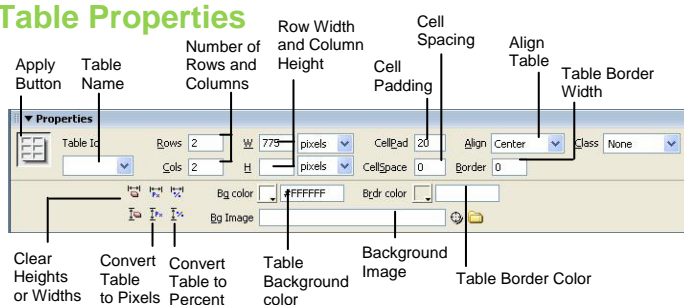 Table Properties
Apply
Button
Table
Name
Number of
Rows and
Columns
Row Width
and Column
Height
Cell
Padding
Cell
Spacing
Align
Table
Table Border
Width
Properties
Table Id
Rows 2
W 775 pixels
CellPad 20
Align Center
Class None
Cols 2
H pixels
CellSpace 0
Border 0
Bg color #FFFFFF
Brdr color
Bg Image
Clear
Heights
or Widths
Convert
Table
to Pixels
Convert
Table to
Percent
Table
Background
color
Background
Image
Table Border Color